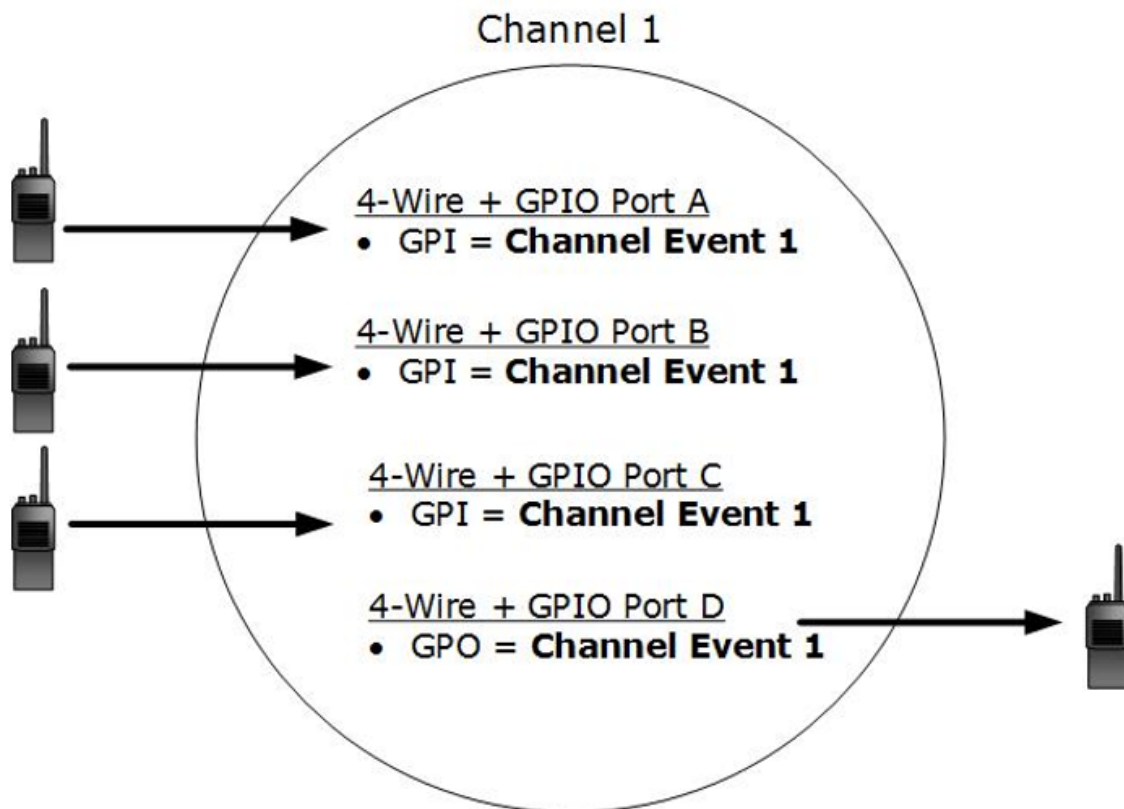 Channel 1
4-Wire + GPIO Port A
• GPI = Channel Event 1
4-Wire + GPIO Port B
• GPI = Channel Event 1
4-Wire + GPIO Port C
• GPI = Channel Event 1
4-Wire + GPIO Port D
• GPO = Channel Event 1